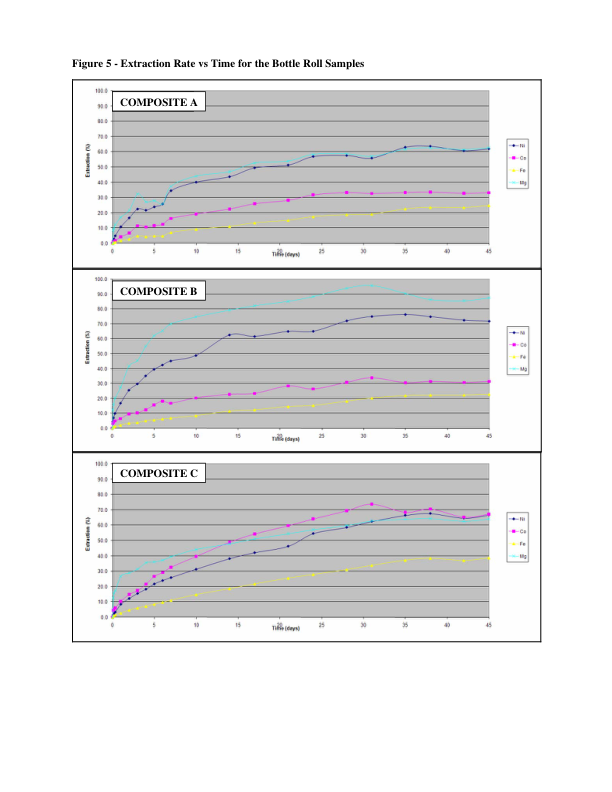 Figure 5 - Extraction Rate vs Time for the Bottle Roll Samples
COMPOSITE A
100.0
90.0
80.0
70.0
60.0
50.0
40.0
30.0
20.0
10.0
0.0
Extraction (%)
0 5 10 15 20 25 30 35 40 45
Time (days)
Ni
Co
Fe
Mg
COMPOSITE B
100.0
90.0
80.0
70.0
60.0
50.0
40.0
30.0
20.0
10.0
0.0
Extraction (%)
0 5 10 15 20 25 30 35 40 45
Time (days)
Ni
Co
Fe
Mg
COMPOSITE C
100.0
90.0
80.0
70.0
60.0
50.0
40.0
30.0
20.0
10.0
0.0
Extraction (%)
0 5 10 15 20 25 30 35 40 45
Time (days)
Ni
Co
Fe
Mg